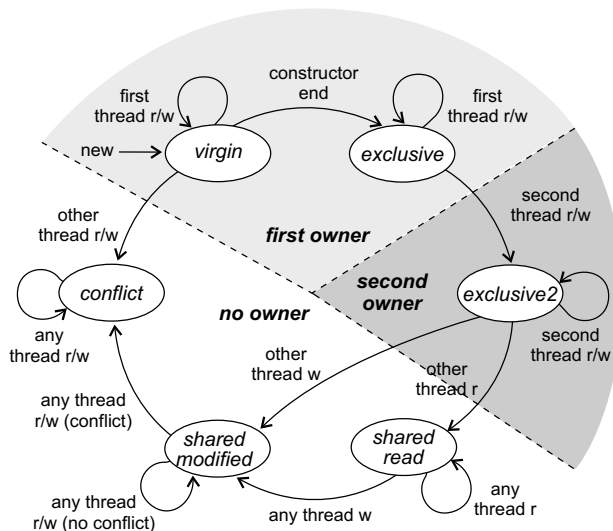 constructor
end
first
thread r/w
first
thread r/w
new
virgin
exclusive
second
thread r/w
other
thread r/w
first owner
second
owner
conflict
no owner
exclusive2
any
thread r/w
second
thread r/w
other
thread w
other
thread r
any thread
r/w (conflict)
shared
modified
shared
read
any thread
r/w (no conflict)
any thread w
any
thread r